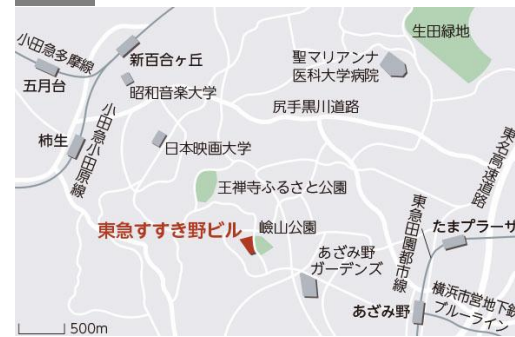 小田急多摩線
新百合ヶ丘
五月台
昭和音楽大学
聖マリアンナ
医科大学病院
生田緑地
尻手黒川道路
柿生
小田急小田原線
日本映画大学
東名高速道路
王禅寺ふるさと公園
東急すすき野ビル
嶮山公園
東急田園都市線
たまプラーザ
あざみ野
ガーデンズ
あざみ野
横浜市営地下鉄
ブルーライン
500m